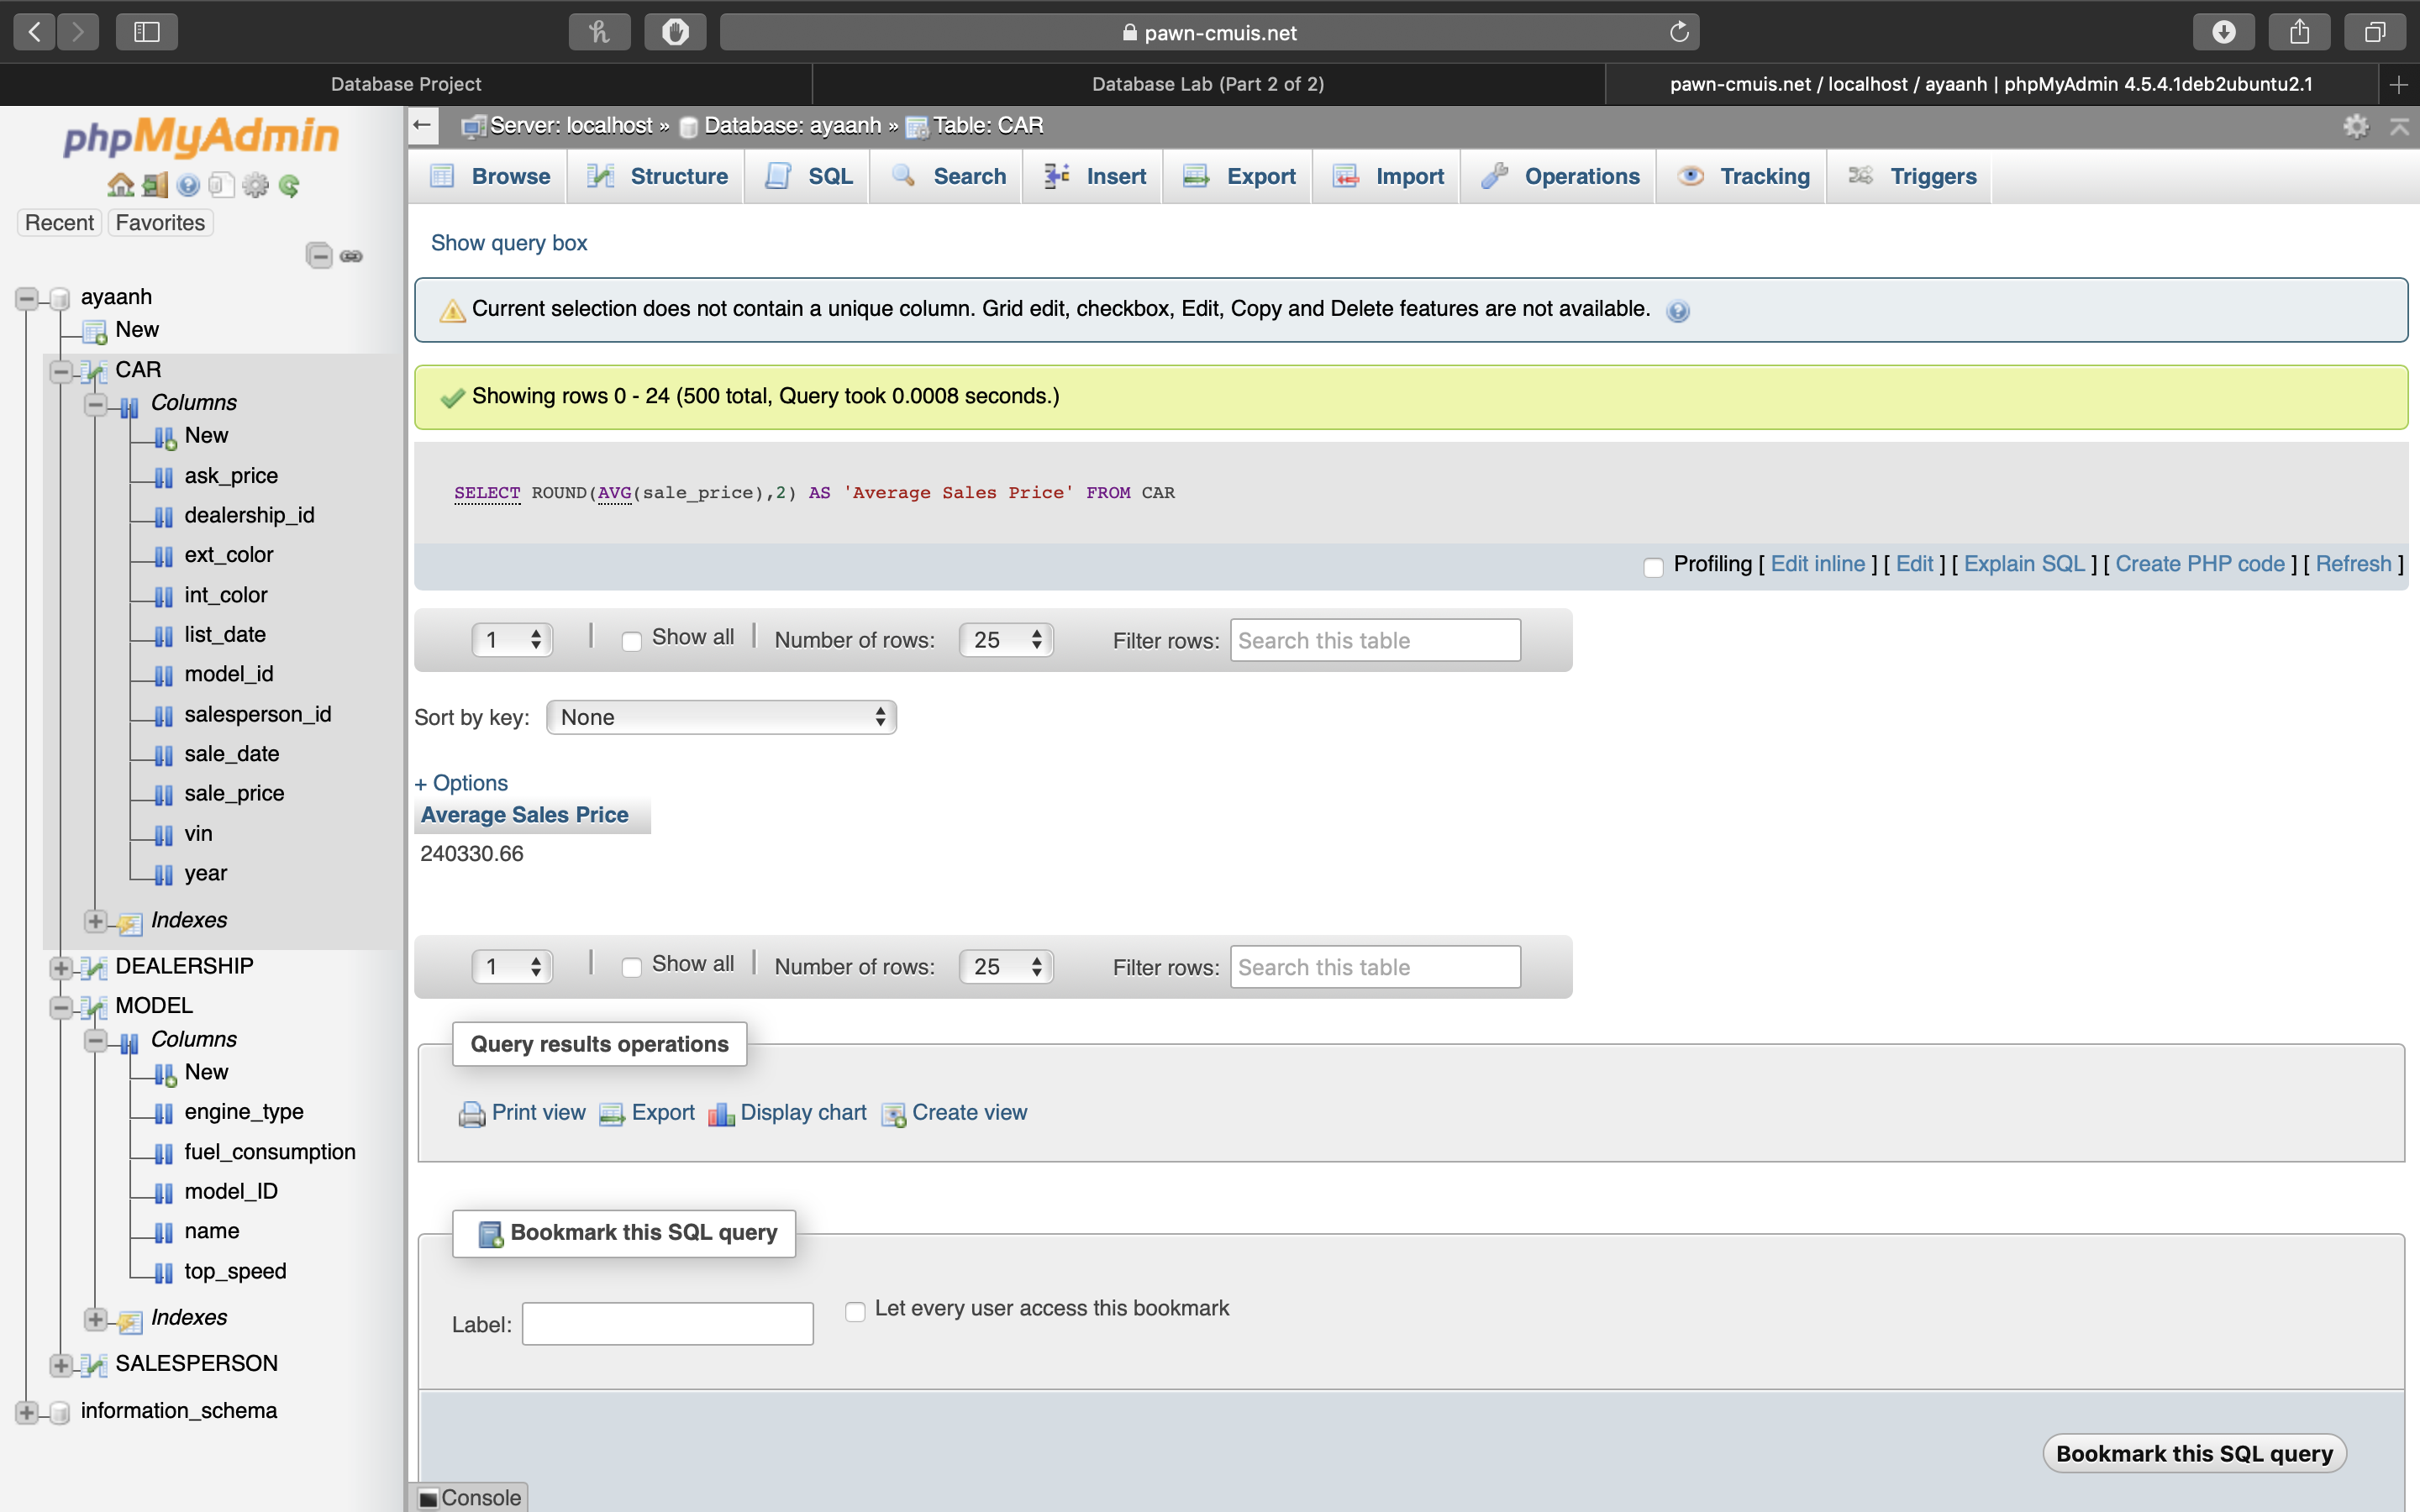 pawn-cmuis.net
Database Project
Database Lab (Part 2 of 2)
pawn-cmuis.net / localhost / ayaanh | phpMyAdmin 4.5.4.1deb2ubuntu2.1
phpMyAdmin
Recent Favorites
ayaanh
New
CAR
Columns
New
ask_price
dealership_id
ext_color
int_color
list_date
model_id
salesperson_id
sale_date
sale_price
vin
year
Indexes
DEALERSHIP
MODEL
Columns
New
engine_type
fuel_consumption
model_ID
name
top_speed
Indexes
SALESPERSON
information_schema
Server: localhost » Database: ayaanh » Table: CAR
Browse Structure SQL Search Insert Export Import Operations Tracking Triggers
Show query box
Current selection does not contain a unique column. Grid edit, checkbox, Edit, Copy and Delete features are not available.
Showing rows 0 - 24 (500 total, Query took 0.0008 seconds.)
SELECT ROUND(AVG(sale_price),2) AS 'Average Sales Price' FROM CAR
Profiling [ Edit inline ] [ Edit ] [ Explain SQL ] [ Create PHP code ] [ Refresh ]
1 | Show all | Number of rows: 25 Filter rows: Search this table
Sort by key: None
+ Options
Average Sales Price
240330.66
1 | Show all | Number of rows: 25 Filter rows: Search this table
Query results operations
Print view Export Display chart Create view
Bookmark this SQL query
Label: Let every user access this bookmark
Bookmark this SQL query
Console